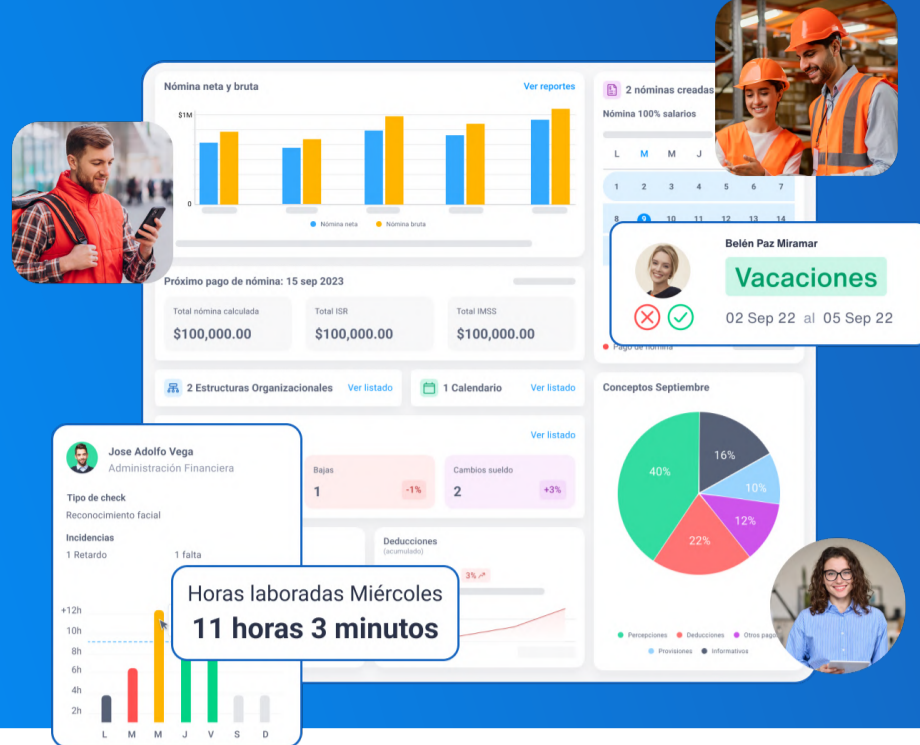 Nómina neta y bruta
Ver reportes
$1M
0
Nómina neta
Nómina bruta
2 nóminas creadas
Nómina 100% salarios
L M M J
1 2 3 4 5 6 7
8 9 10 11 12 13 14
Belén Paz Miramar
Vacaciones
02 Sep 22 al 05 Sep 22
Pago de nómina
Próximo pago de nómina: 15 sep 2023
Total nómina calculada
$100,000.00
Total ISR
$100,000.00
Total IMSS
$100,000.00
2 Estructuras Organizacionales
Ver listado
1 Calendario
Ver listado
Ver listado
Bajas
1
-1%
Cambios sueldo
2
+3%
Deducciones
(acumulado)
3%
Conceptos Septiembre
40%
16%
10%
12%
22%
Percepciones
Deducciones
Otros pago
Provisiones
Informativos
Jose Adolfo Vega
Administración Financiera
Tipo de check
Reconocimiento facial
Incidencias
1 Retardo
1 falta
Horas laboradas Miércoles
11 horas 3 minutos
+12h
10h
8h
6h
4h
2h
L M M J V S D